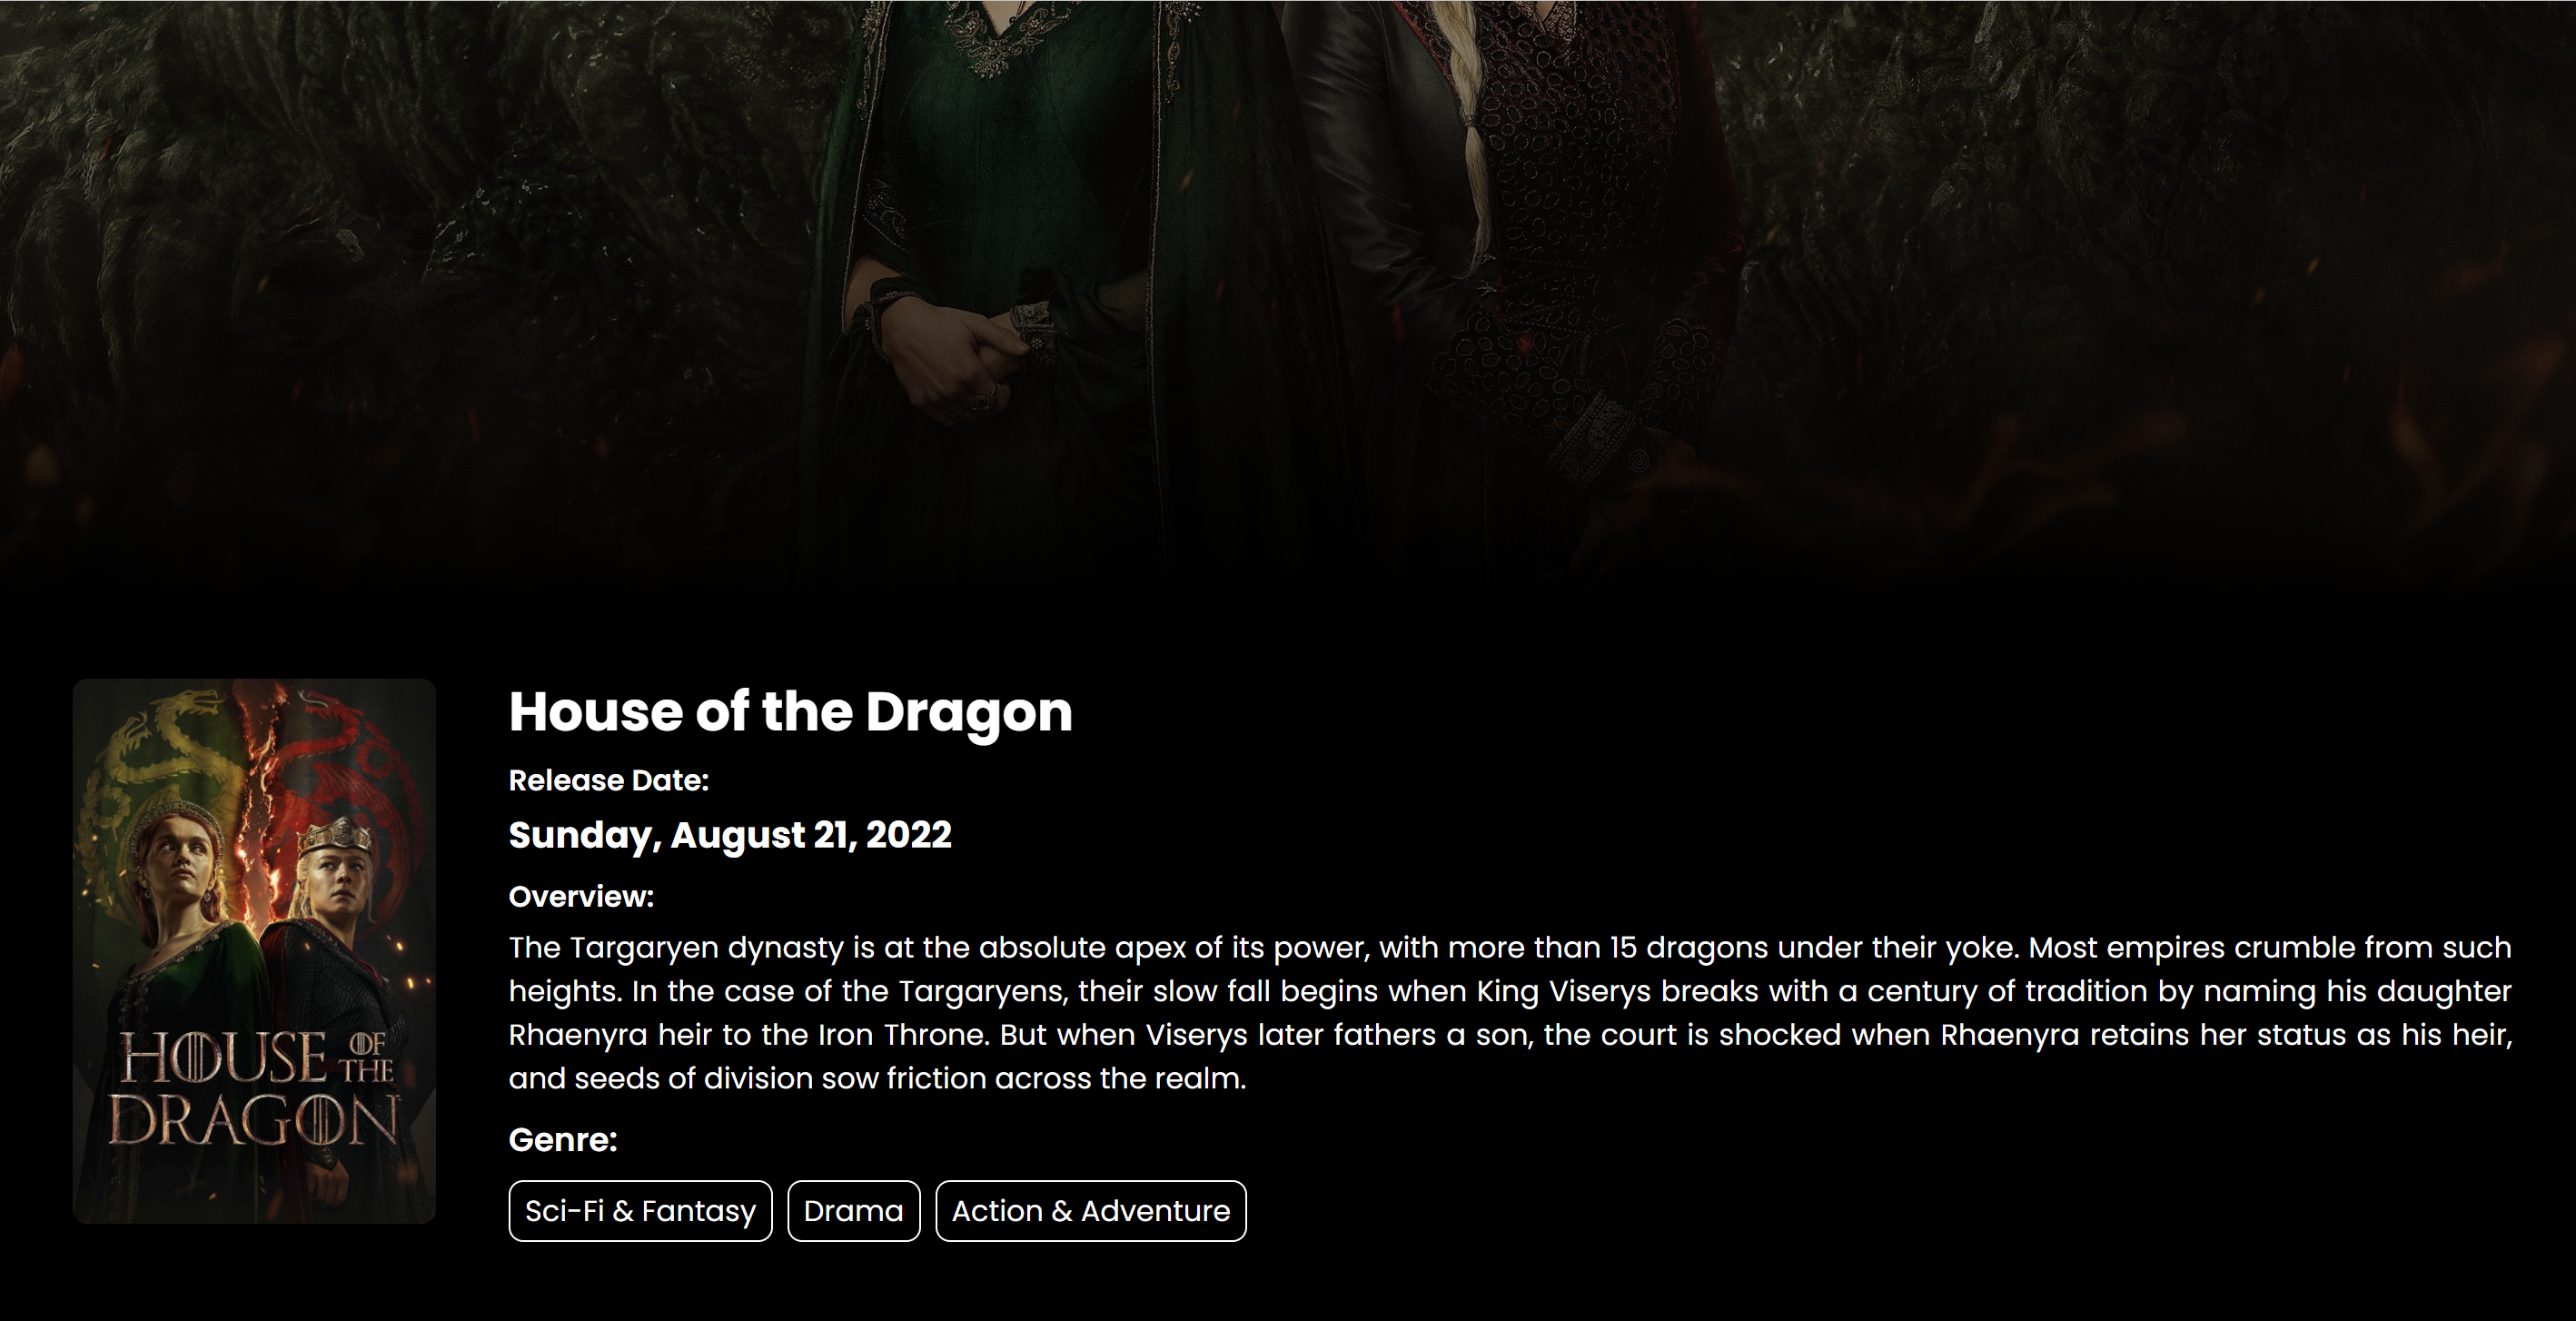 HOUSE OF THE
DRAGON
House of the Dragon
Release Date:
Sunday, August 21, 2022
Overview:
The Targaryen dynasty is at the absolute apex of its power, with more than 15 dragons under their yoke. Most empires crumble from such
heights. In the case of the Targaryens, their slow fall begins when King Viserys breaks with a century of tradition by naming his daughter
Rhaenyra heir to the Iron Throne. But when Viserys later fathers a son, the court is shocked when Rhaenyra retains her status as his heir,
and seeds of division sow friction across the realm.
Genre:
Sci-Fi & Fantasy Drama Action & Adventure